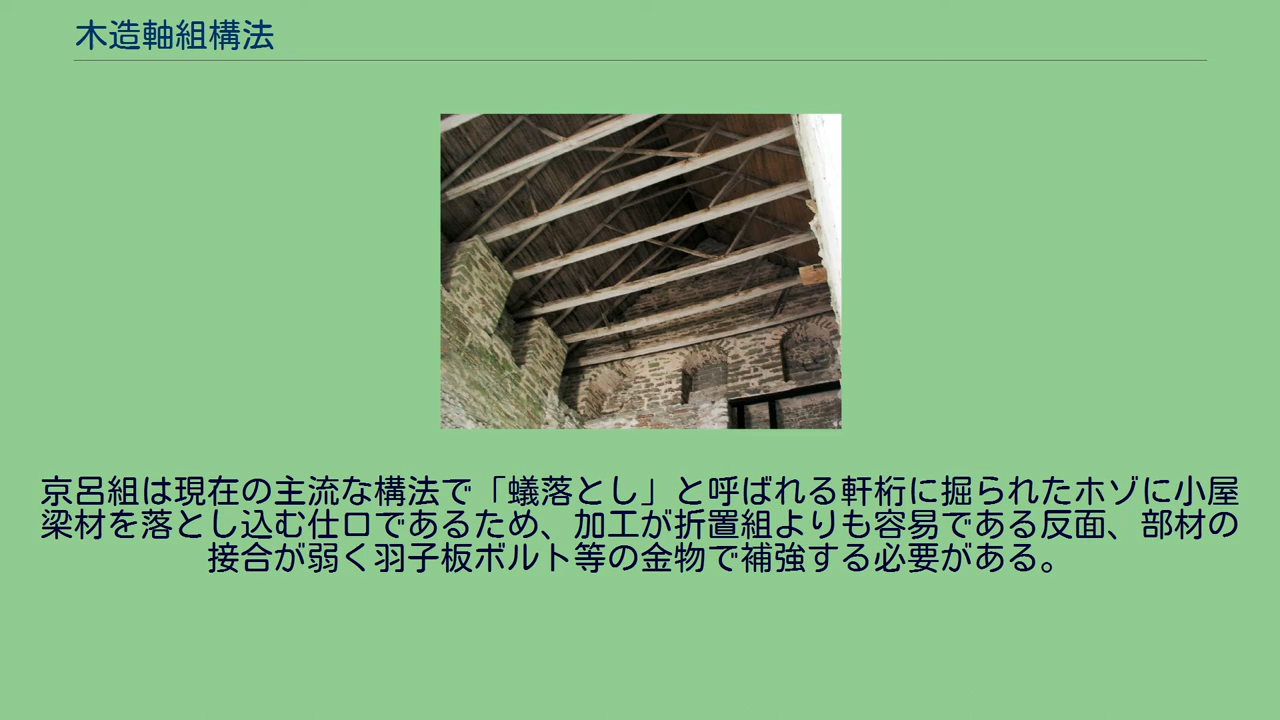 木造軸組構法
京呂組は現在の主流な構法で「蟻落とし」と呼ばれる軒桁に掘られたホゾに小屋
梁材を落とし込む仕口であるため、加工が折置組よりも容易である反面、部材の
接合が弱く羽子板ボルト等の金物で補強する必要がある。